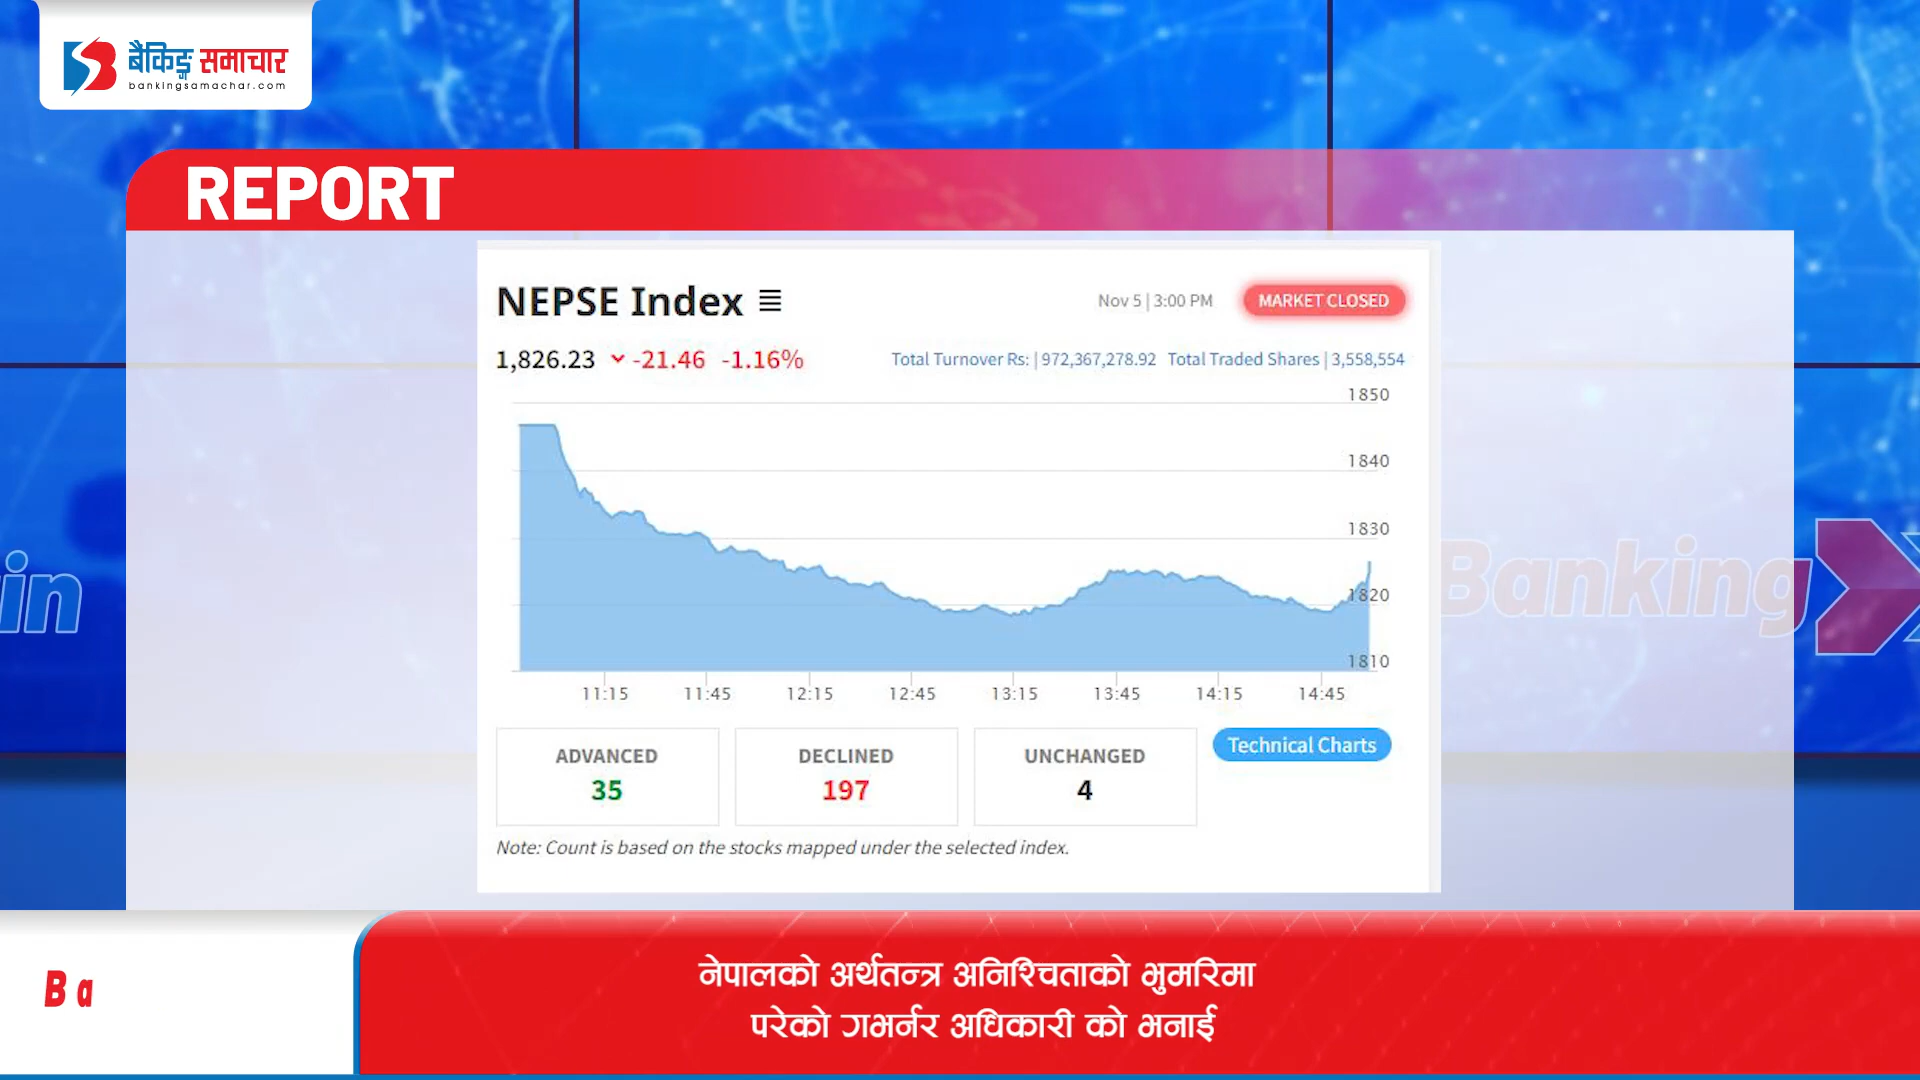 बैकिङ्ग समाचार
bankingsamachar.com
REPORT
NEPSE Index
Nov 5 | 3:00 PM
MARKET CLOSED
1,826.23 -21.46 -1.16%
Total Turnover Rs: | 972,367,278.92 Total Traded Shares | 3,558,554
1850
1840
1830
1820
1810
11:15 11:45 12:15 12:45 13:15 13:45 14:15 14:45
ADVANCED
35
DECLINED
197
UNCHANGED
4
Technical Charts
Note: Count is based on the stocks mapped under the selected index.
in
Banking
Ba
नेपालको अर्थतन्त्र अनिश्चिताको भुमरिमा
परेको गभर्नर अधिकारी को भनाई